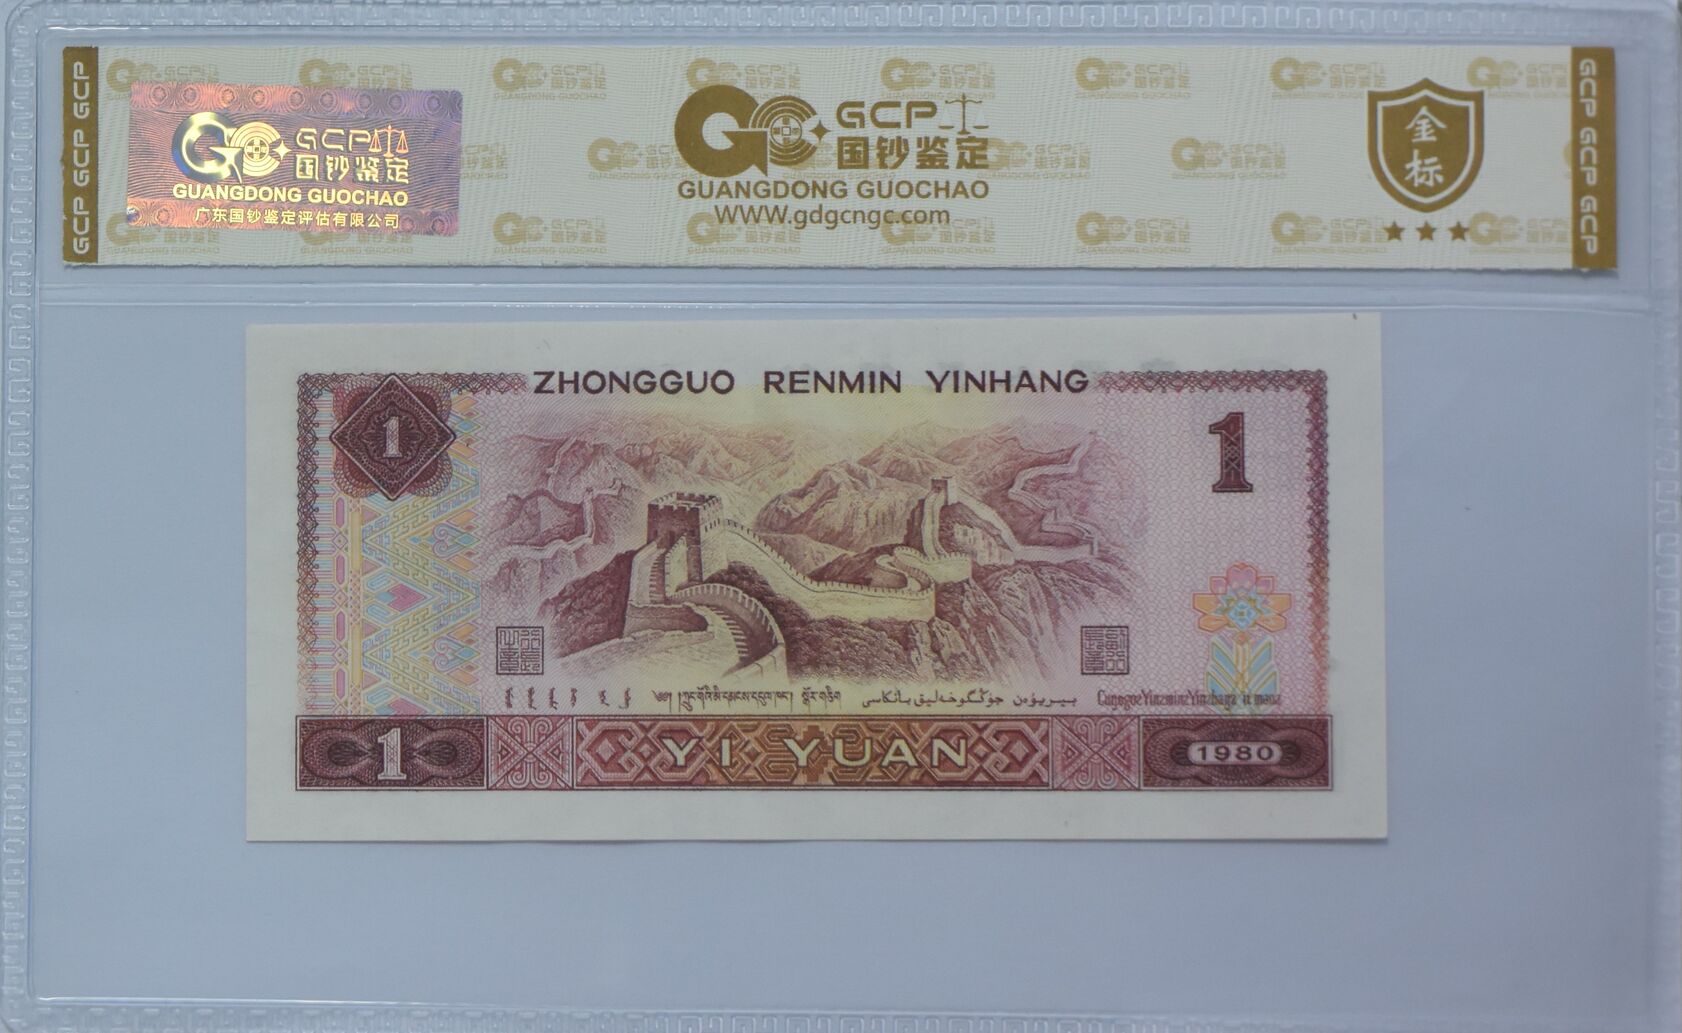 GCP GCP GCP
GCP 国钞鉴定
GUANGDONG GUOCHAO
广东国钞鉴定评估有限公司
GCP
国钞鉴定
GUANGDONG GUOCHAO
WWW.gdgcngc.com
金标
GCP GCP GCP
ZHONGGUO RENMIN YINHANG
1
1
1
YI YUAN
1980